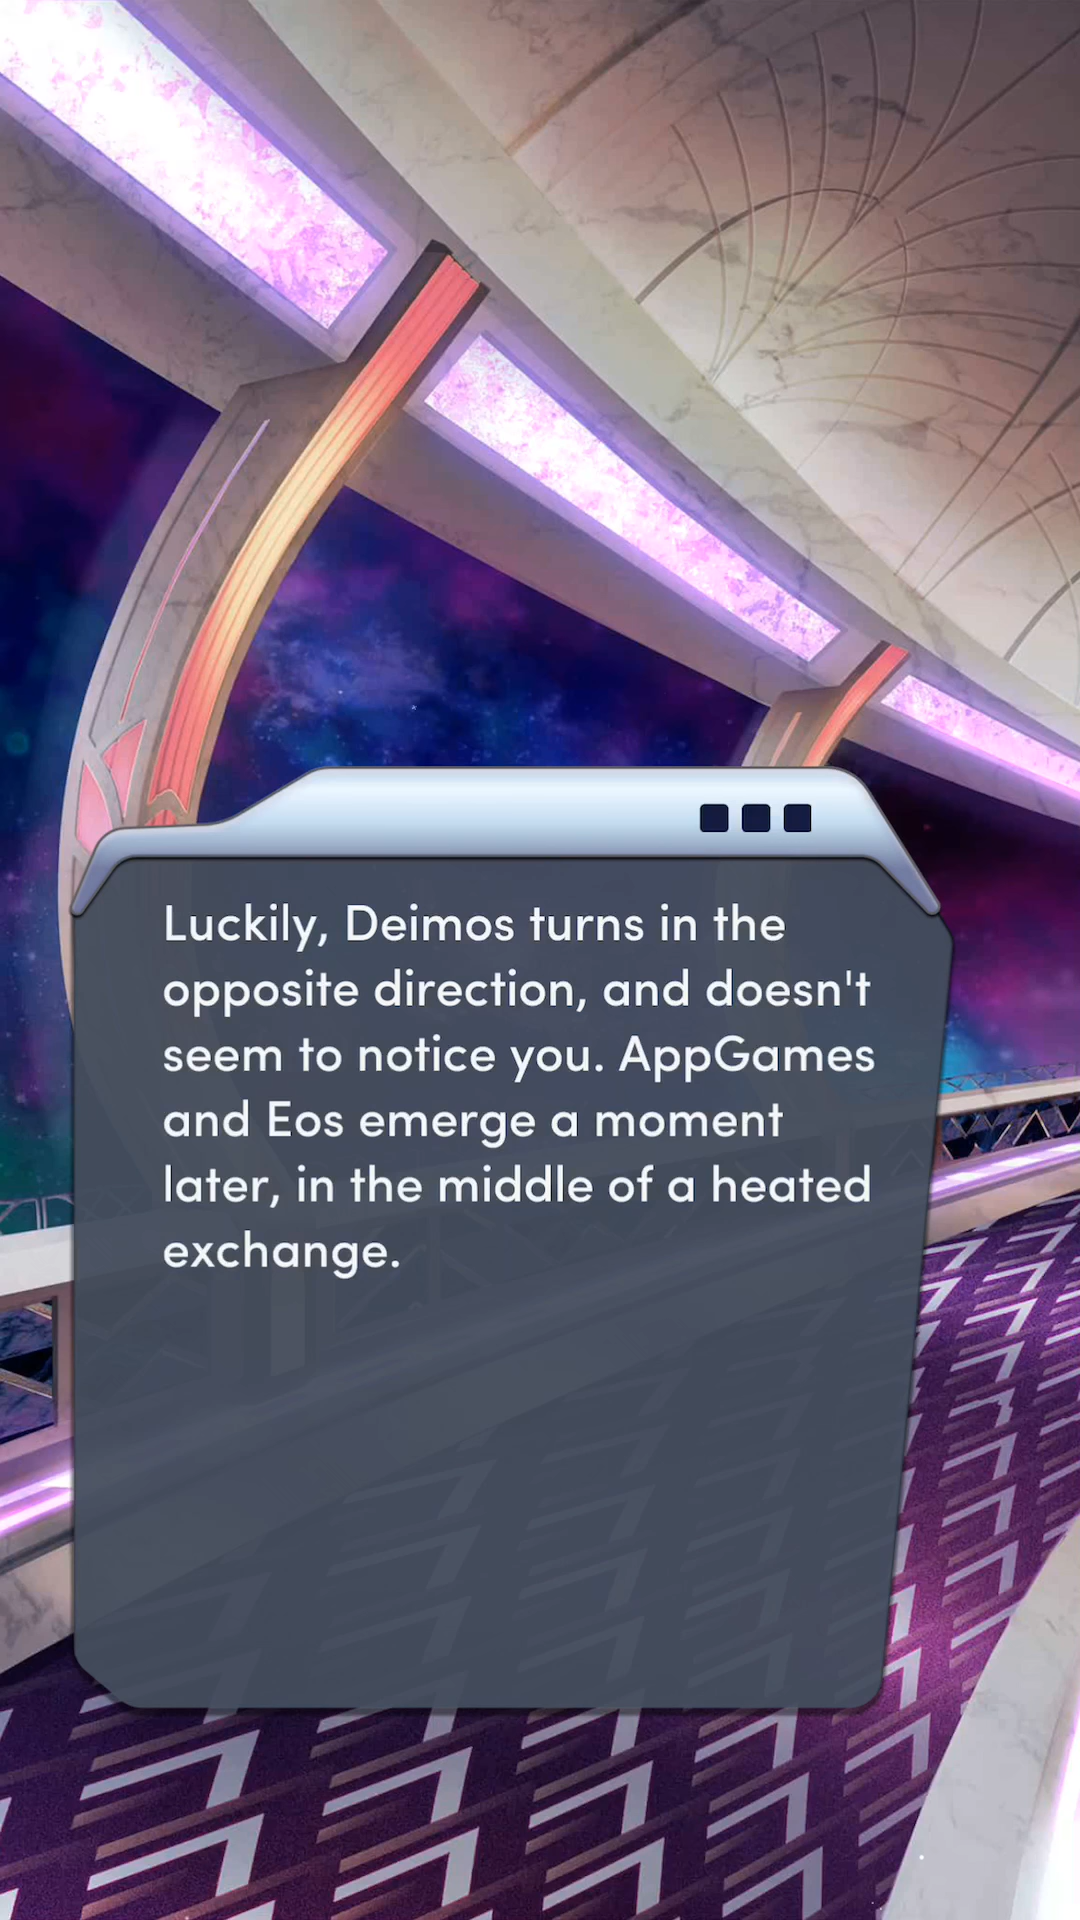 Luckily, Deimos turns in the
opposite direction, and doesn't
seem to notice you. AppGames
and Eos emerge a moment
later, in the middle of a heated
exchange.